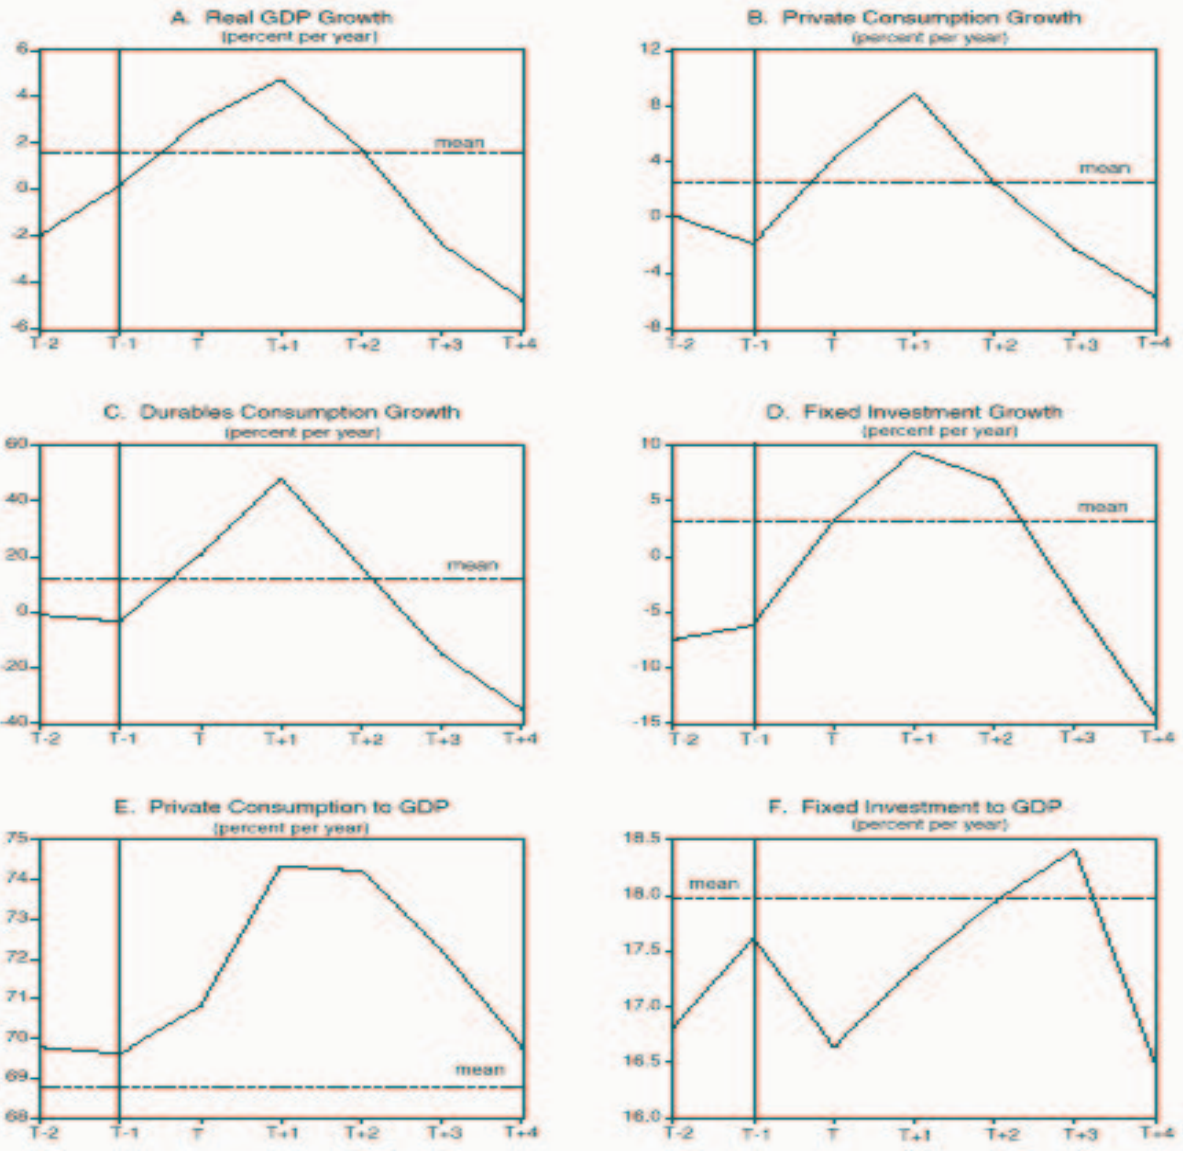 A. Real GDP Growth
(percent per year)
6
4
2
0
-2
-4
-6
mean
T-2 T-1 T T+1 T+2 T+3 T+4
B. Private Consumption Growth
(percent per year)
12
8
4
0
-4
-8
mean
T-2 T-1 T T+1 T+2 T+3 T-4
C. Durables Consumption Growth
(percent per year)
60
40
20
0
-20
-40
mean
T-2 T-1 T T+1 T+2 T+3 T+4
D. Fixed Investment Growth
(percent per year)
10
5
0
-5
-10
-15
mean
T-2 T-1 T T+1 T+2 T+3 T+4
E. Private Consumption to GDP
(percent per year)
75
74
73
72
71
70
69
68
mean
T-2 T-1 T T+1 T+2 T-3 T+4
F. Fixed Investment to GDP
(percent per year)
18.5
18.0
17.5
17.0
16.5
16.0
mean
T-2 T-1 T T+1 T+2 T+3 T+4